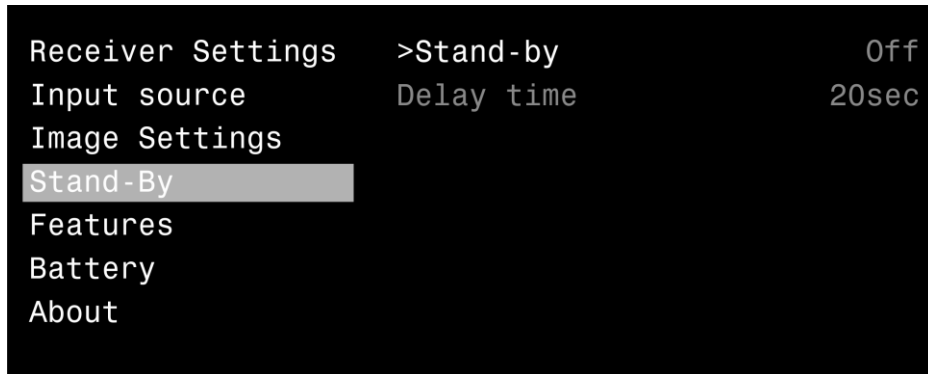 Receiver Settings
Input source
Image Settings
Stand-By
Features
Battery
About
>Stand-by Off
Delay time 20sec